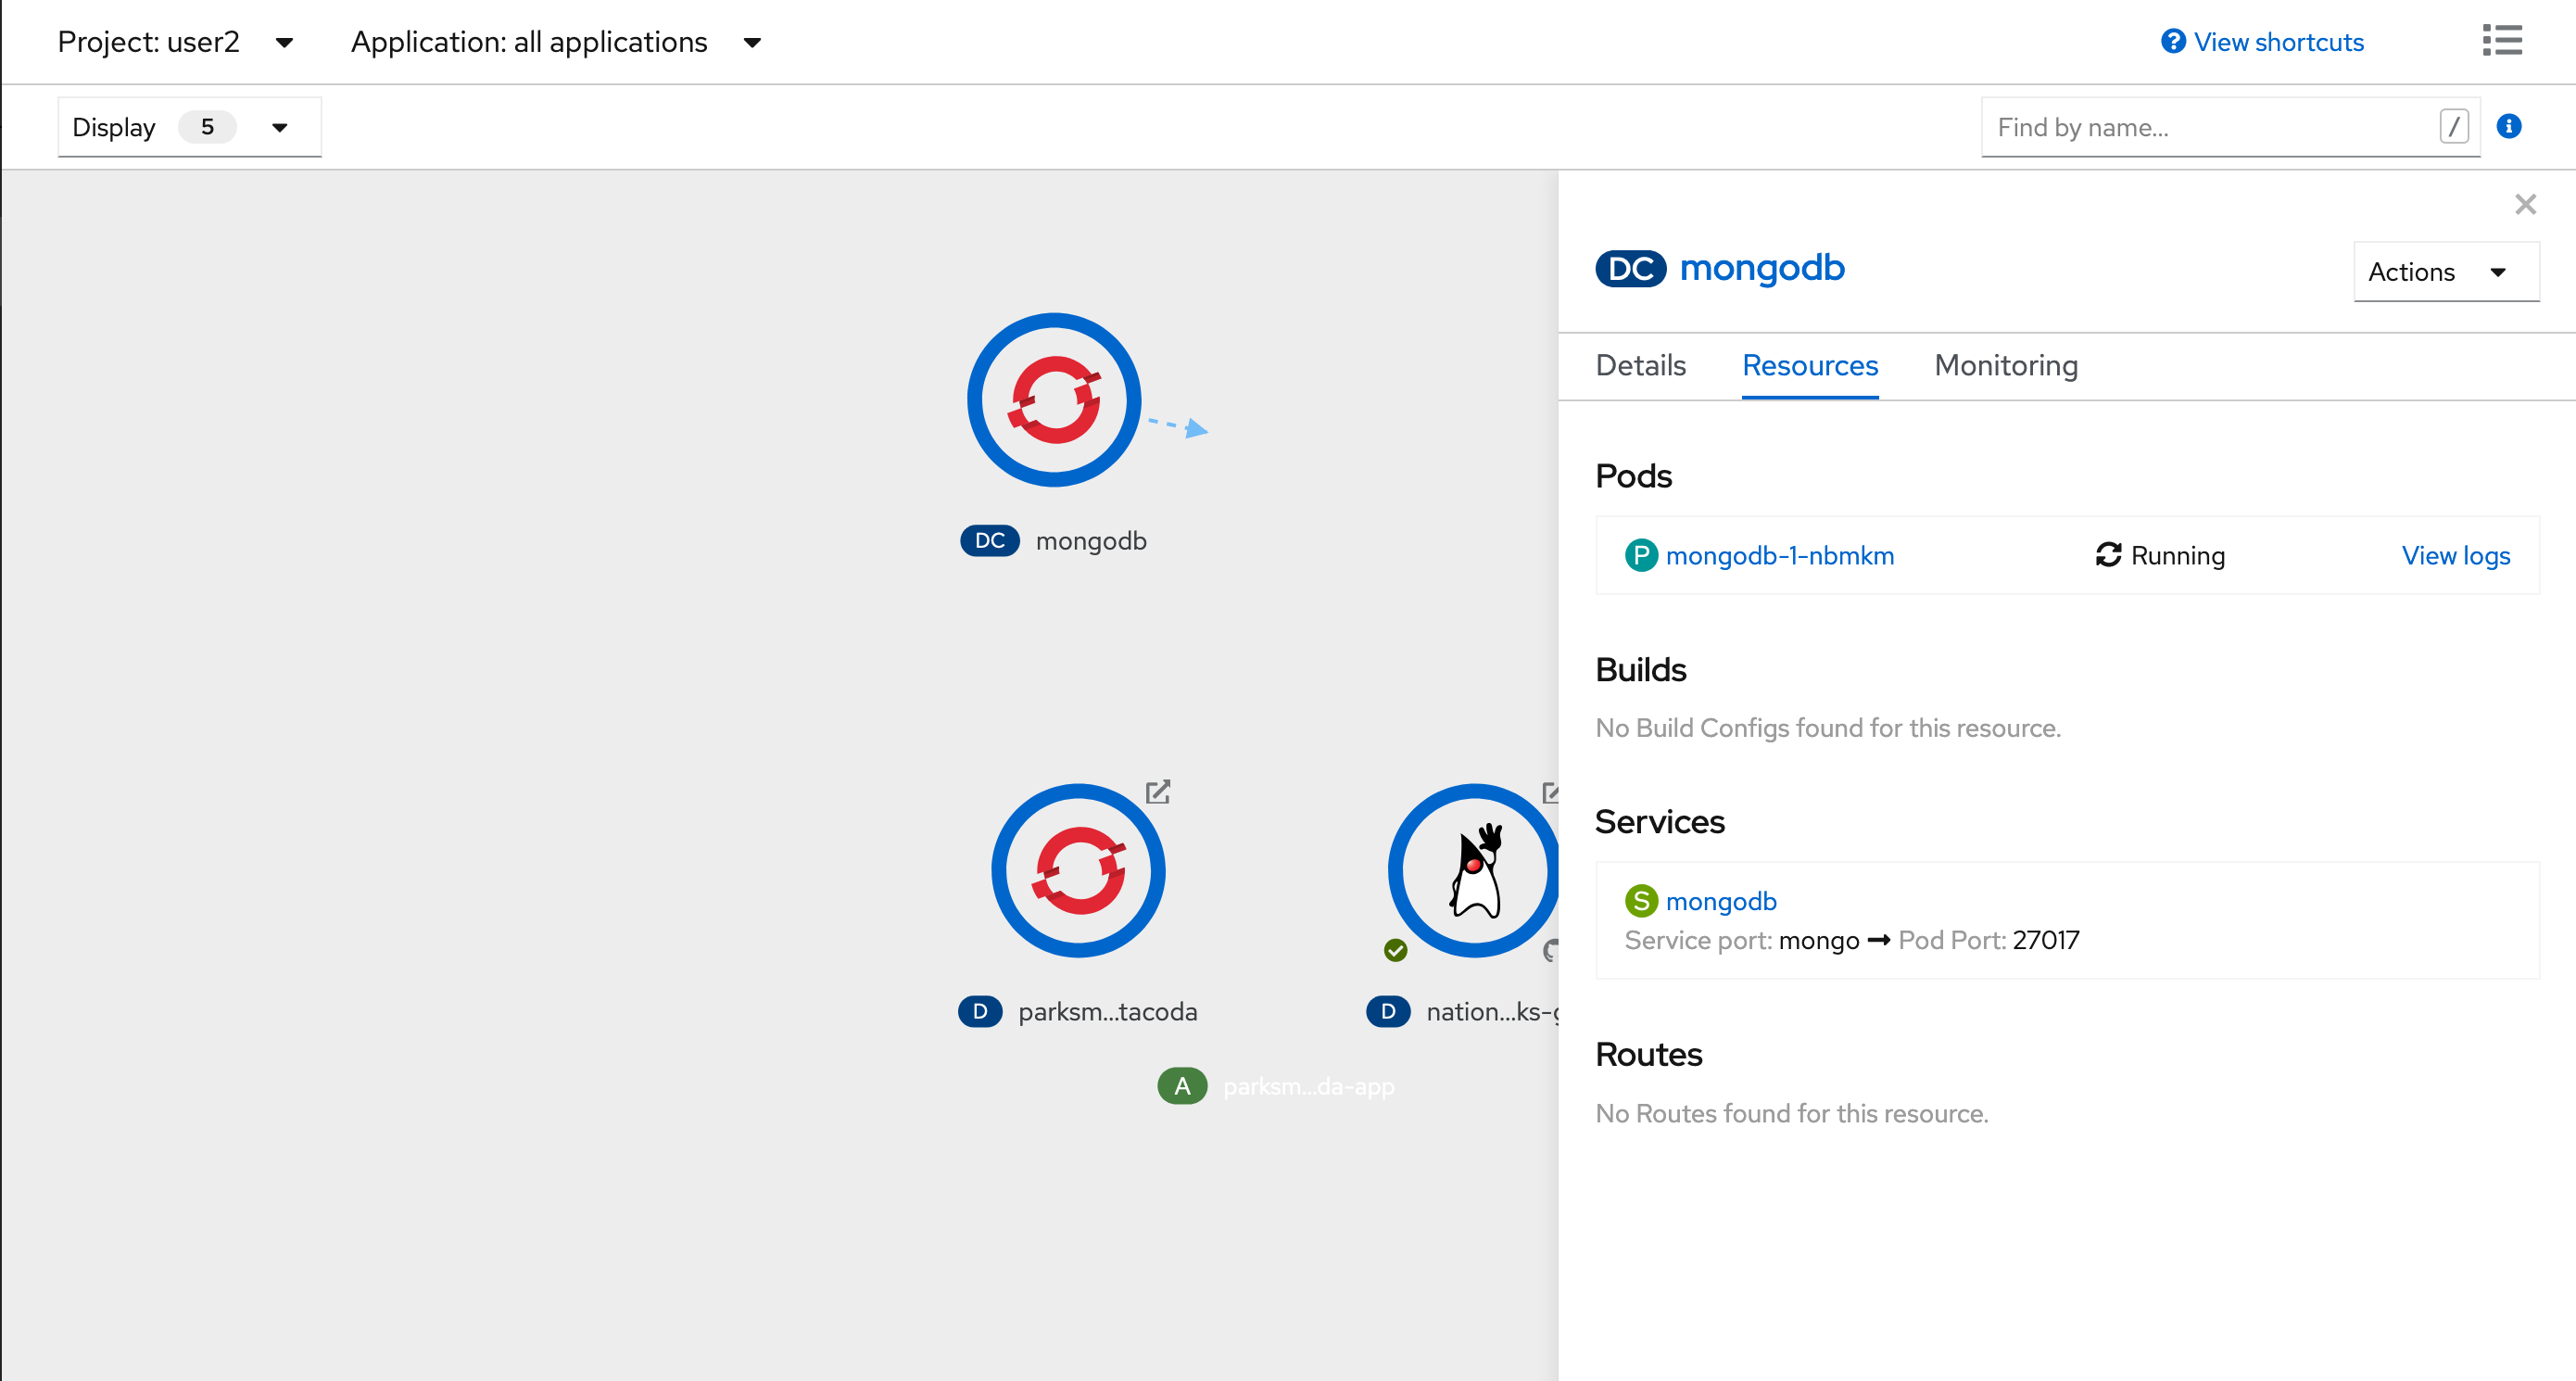 Project: user2 Application: all applications View shortcuts
Display 5 Find by name... /
DC mongodb Actions
Details Resources Monitoring
Pods
P mongodb-1-nbmkm Running View logs
Builds
No Build Configs found for this resource.
Services
S mongodb
Service port: mongo → Pod Port: 27017
Routes
No Routes found for this resource.
DC mongodb
D parksm...tacoda
D nation...ks-g
A parksm...da-app